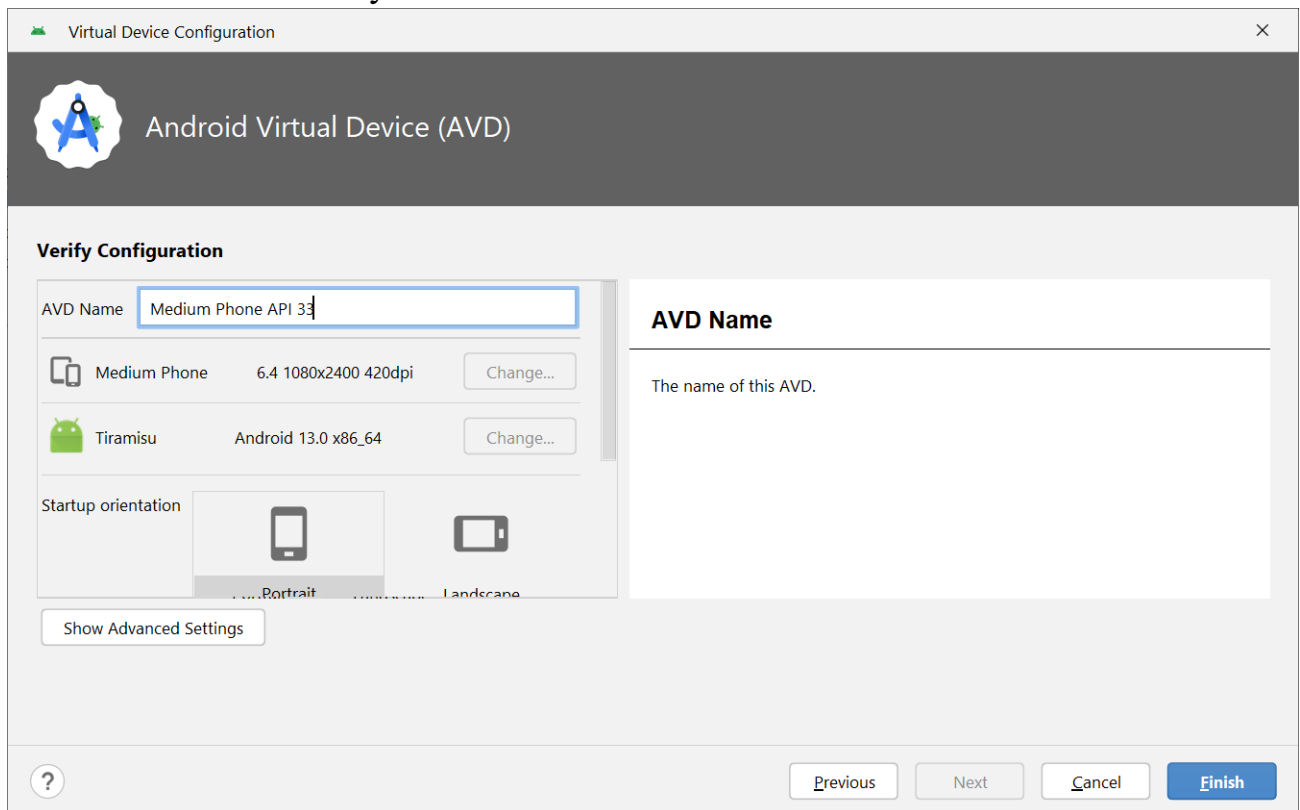 Virtual Device Configuration
Android Virtual Device (AVD)
Verify Configuration
AVD Name Medium Phone API 33
Medium Phone 6.4 1080x2400 420dpi Change...
Tiramisu Android 13.0 x86_64 Change...
Startup orientation
Portrait Landscape
Show Advanced Settings
AVD Name
The name of this AVD.
? Previous Next Cancel Finish